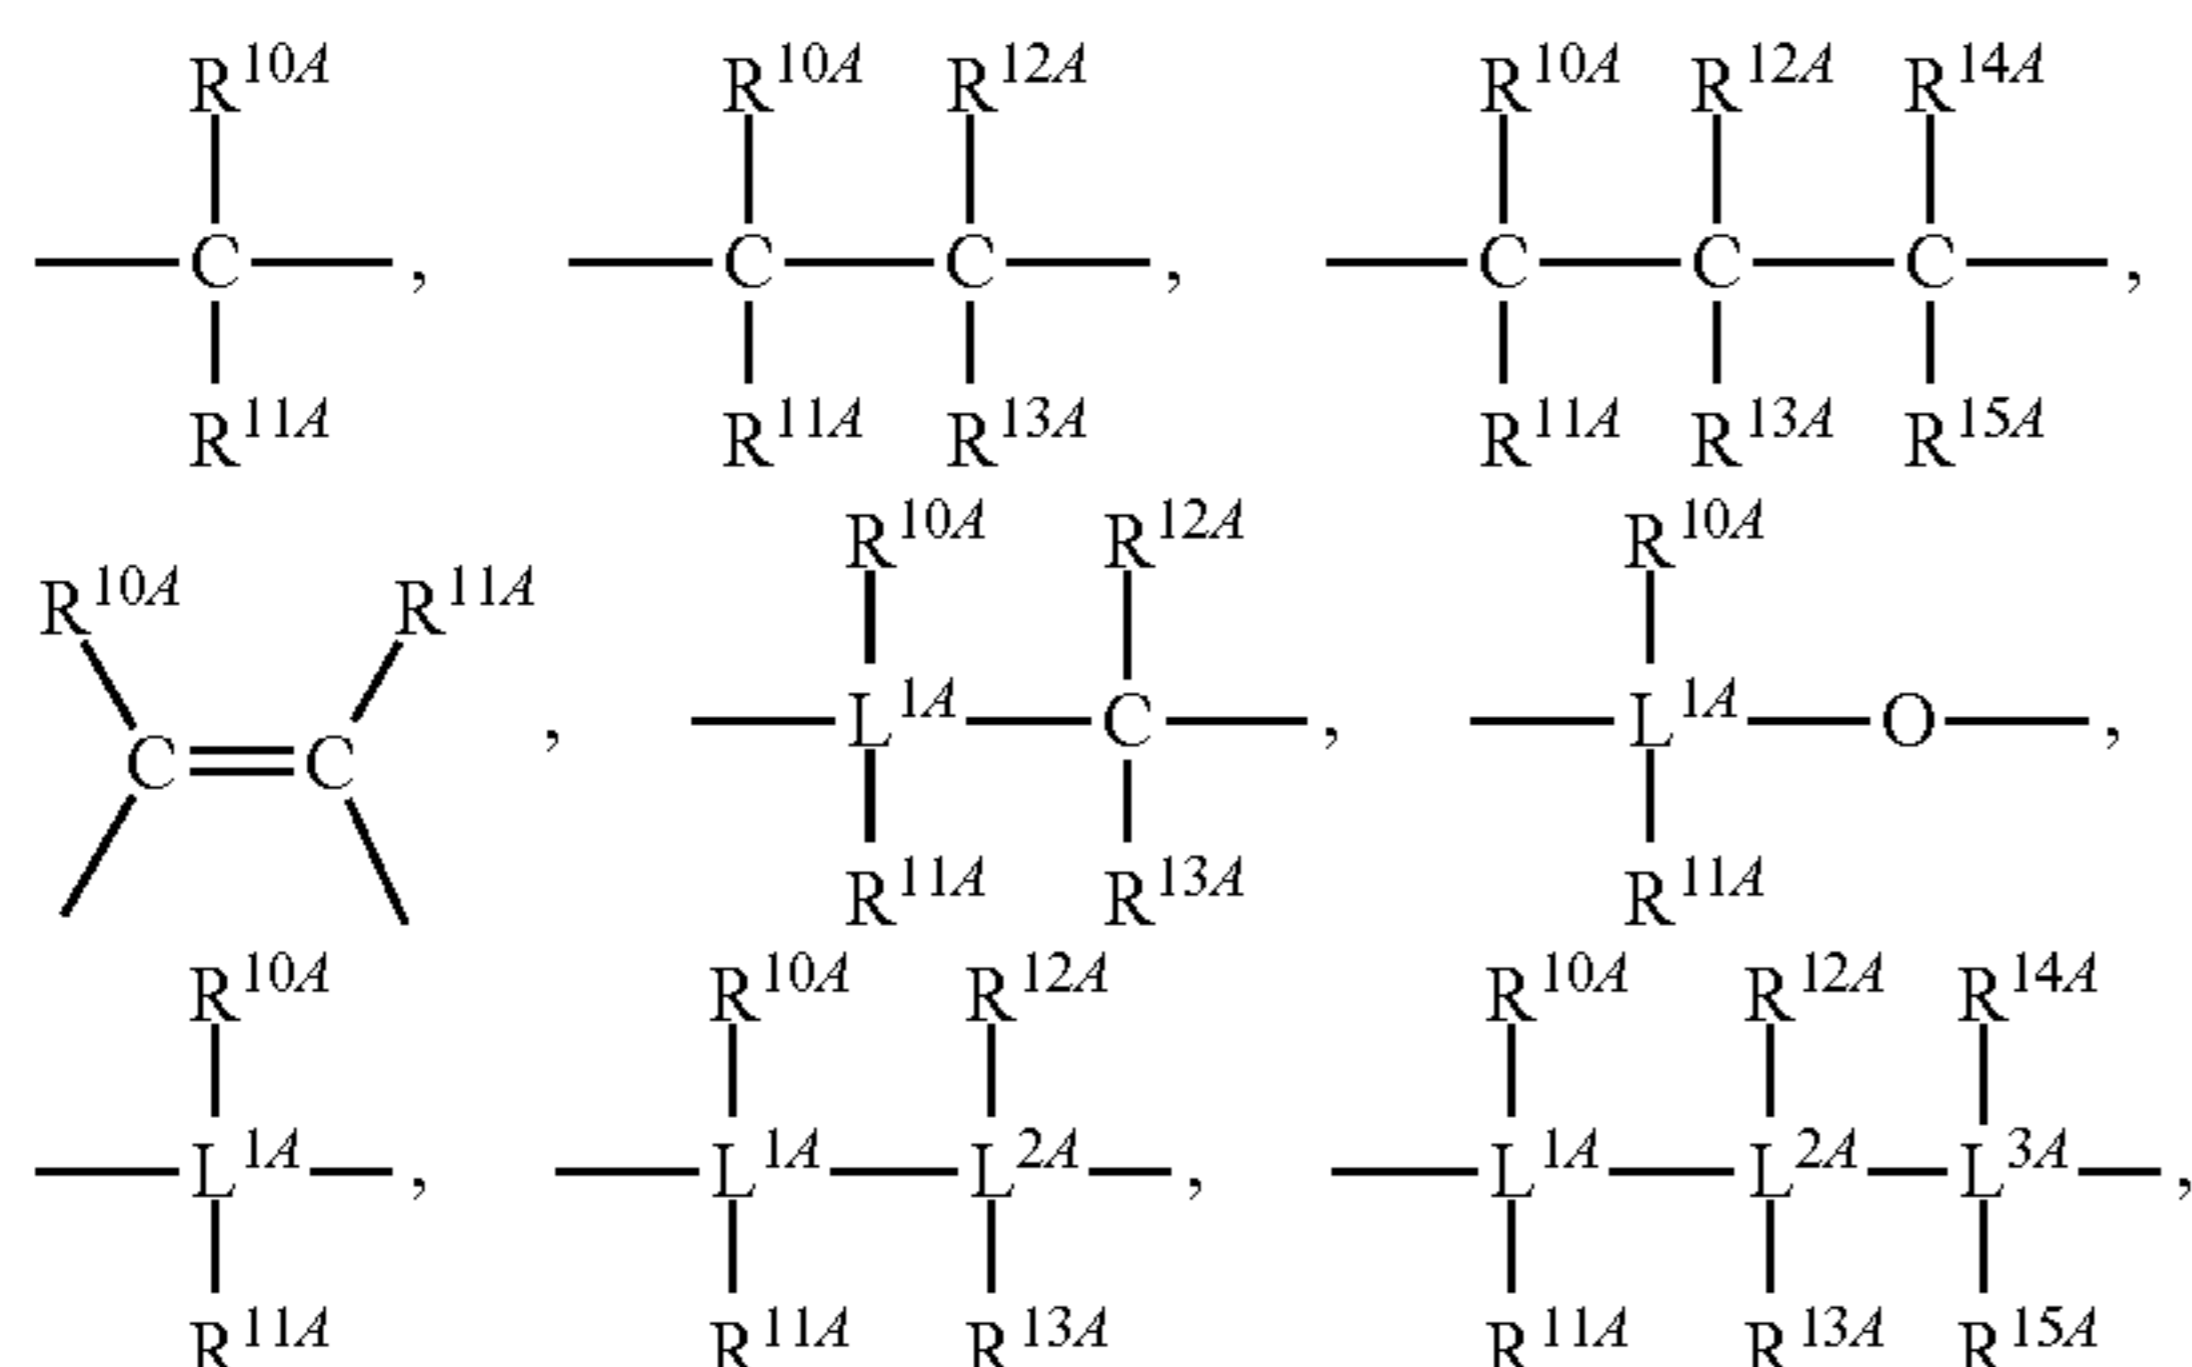 R10A R10A R12A R10A R12A R14A
C, C C, C C C,
R11A R11A R13A R11A R13A R15A
R10A R12A R10A
R10A R11A
L1A C, L1A O,
, C C
R11A R13A R11A
R10A R10A R12A R10A R12A R14A
L1A, L1A L2A, L1A L2A L3A,
R11A R11A R13A R11A R13A R15A